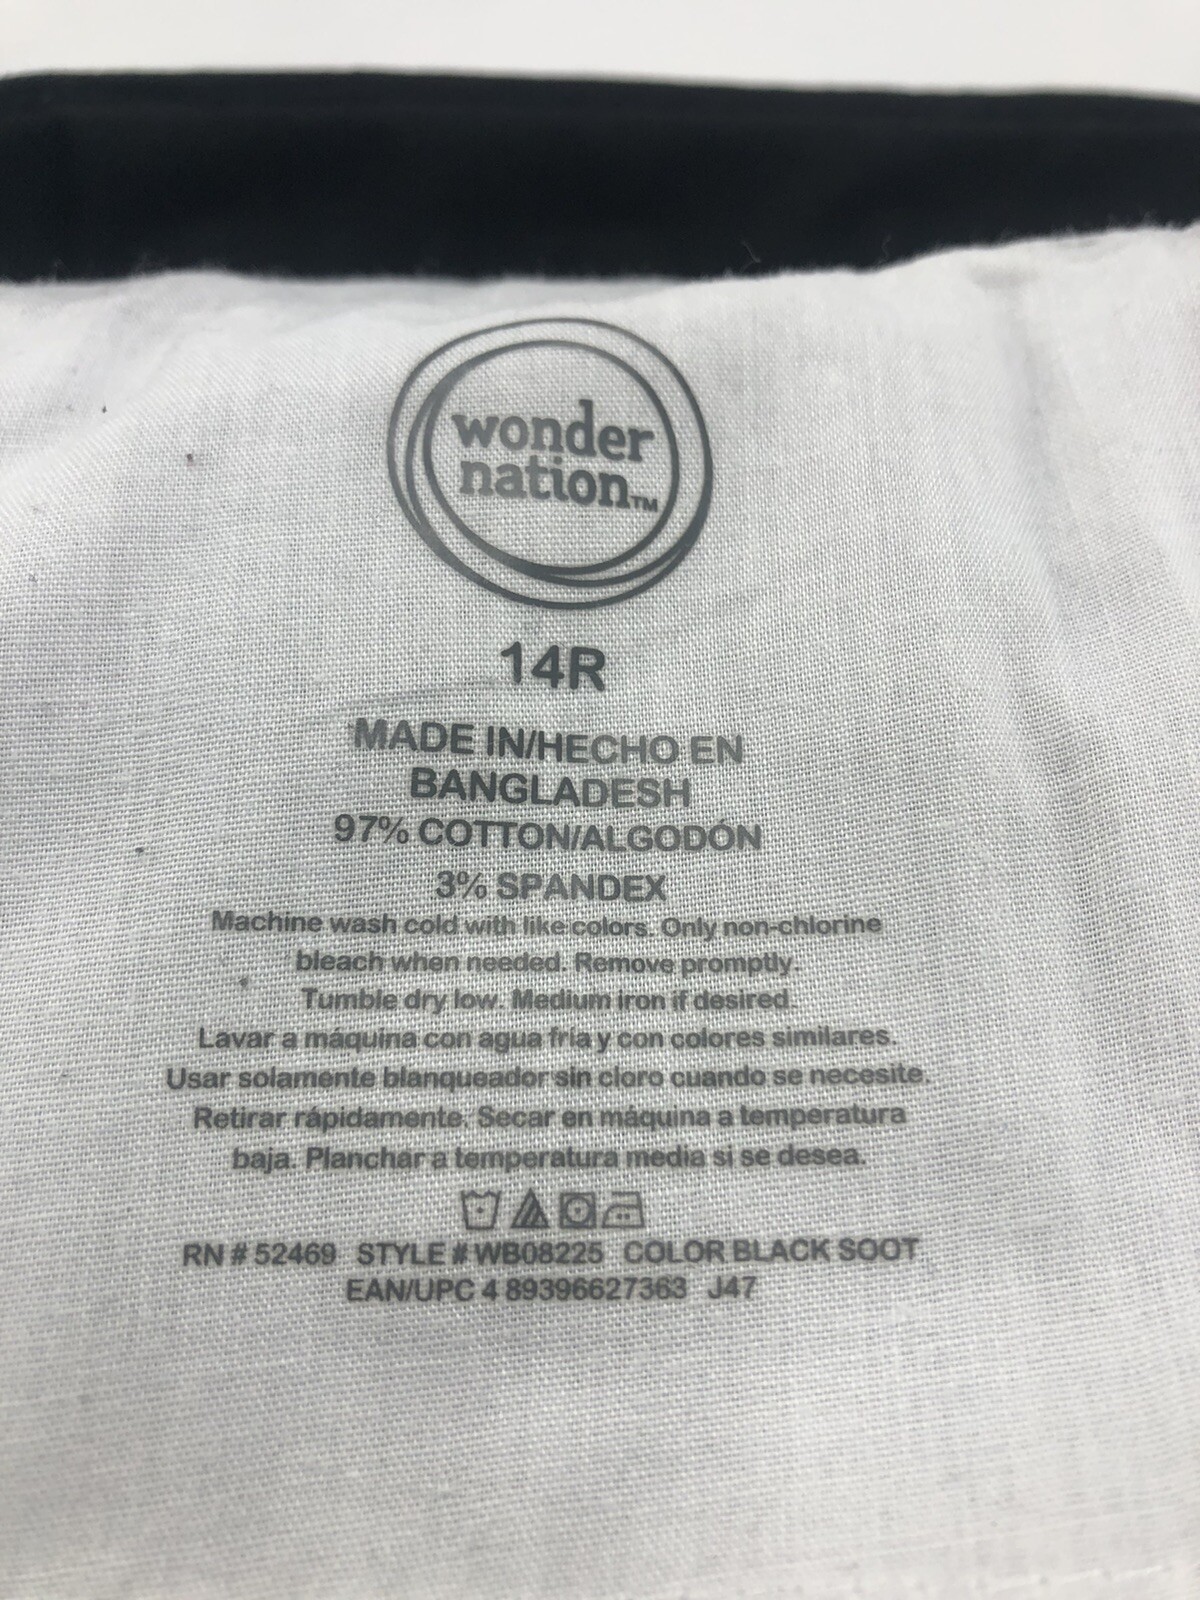 wonder
nation™
14R
MADE IN/HECHO EN
BANGLADESH
97% COTTON/ALGODÓN
3% SPANDEX
Machine wash cold with like colors. Only non-chlorine
bleach when needed. Remove promptly.
Tumble dry low. Medium iron if desired.
Lavar a máquina con agua fría y con colores similares.
Usar solamente blanqueador sin cloro cuando se necesite.
Retirar rápidamente. Secar en máquina a temperatura
baja. Planchar a temperatura media si se desea.
RN # 52469 STYLE # WB08225 COLOR BLACK SOOT
EAN/UPC 4 89396627363 J47